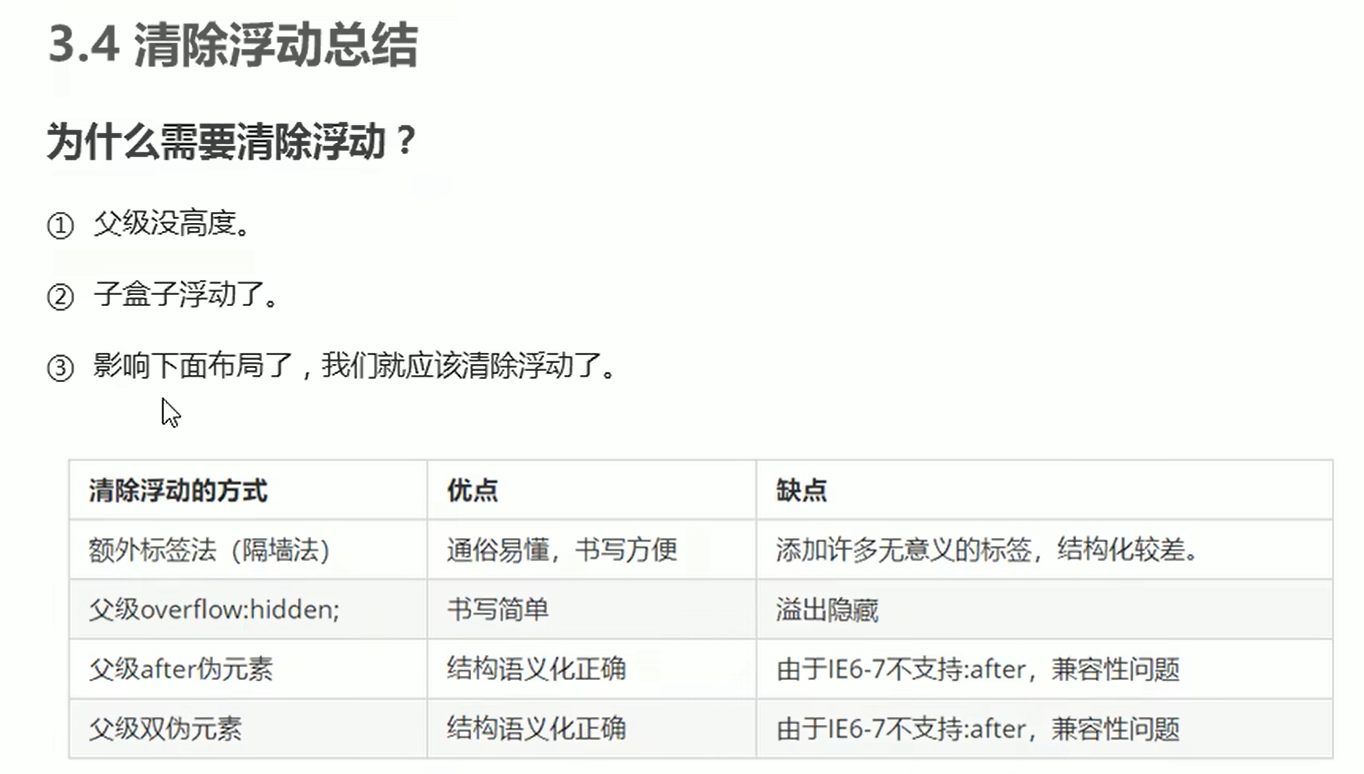 3.4 清除浮动总结
为什么需要清除浮动？
① 父级没高度。
② 子盒子浮动了。
③ 影响下面布局了，我们就应该清除浮动了。
清除浮动的方式 优点 缺点
额外标签法（隔墙法） 通俗易懂，书写方便 添加许多无意义的标签，结构化较差。
父级overflow:hidden; 书写简单 溢出隐藏
父级after伪元素 结构语义化正确 由于IE6-7不支持:after，兼容性问题
父级双伪元素 结构语义化正确 由于IE6-7不支持:after，兼容性问题